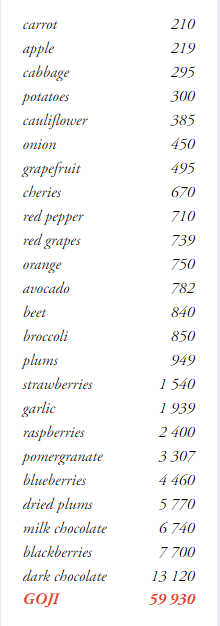 carrot 210
apple 219
cabbage 295
potatoes 300
cauliflower 385
onion 450
grapefruit 495
cheries 670
red pepper 710
red grapes 739
orange 750
avocado 782
beet 840
broccoli 850
plums 949
strawberries 1 540
garlic 1 939
raspberries 2 400
pomergranate 3 307
blueberries 4 460
dried plums 5 770
milk chocolate 6 740
blackberries 7 700
dark chocolate 13 120
GOJI 59 930